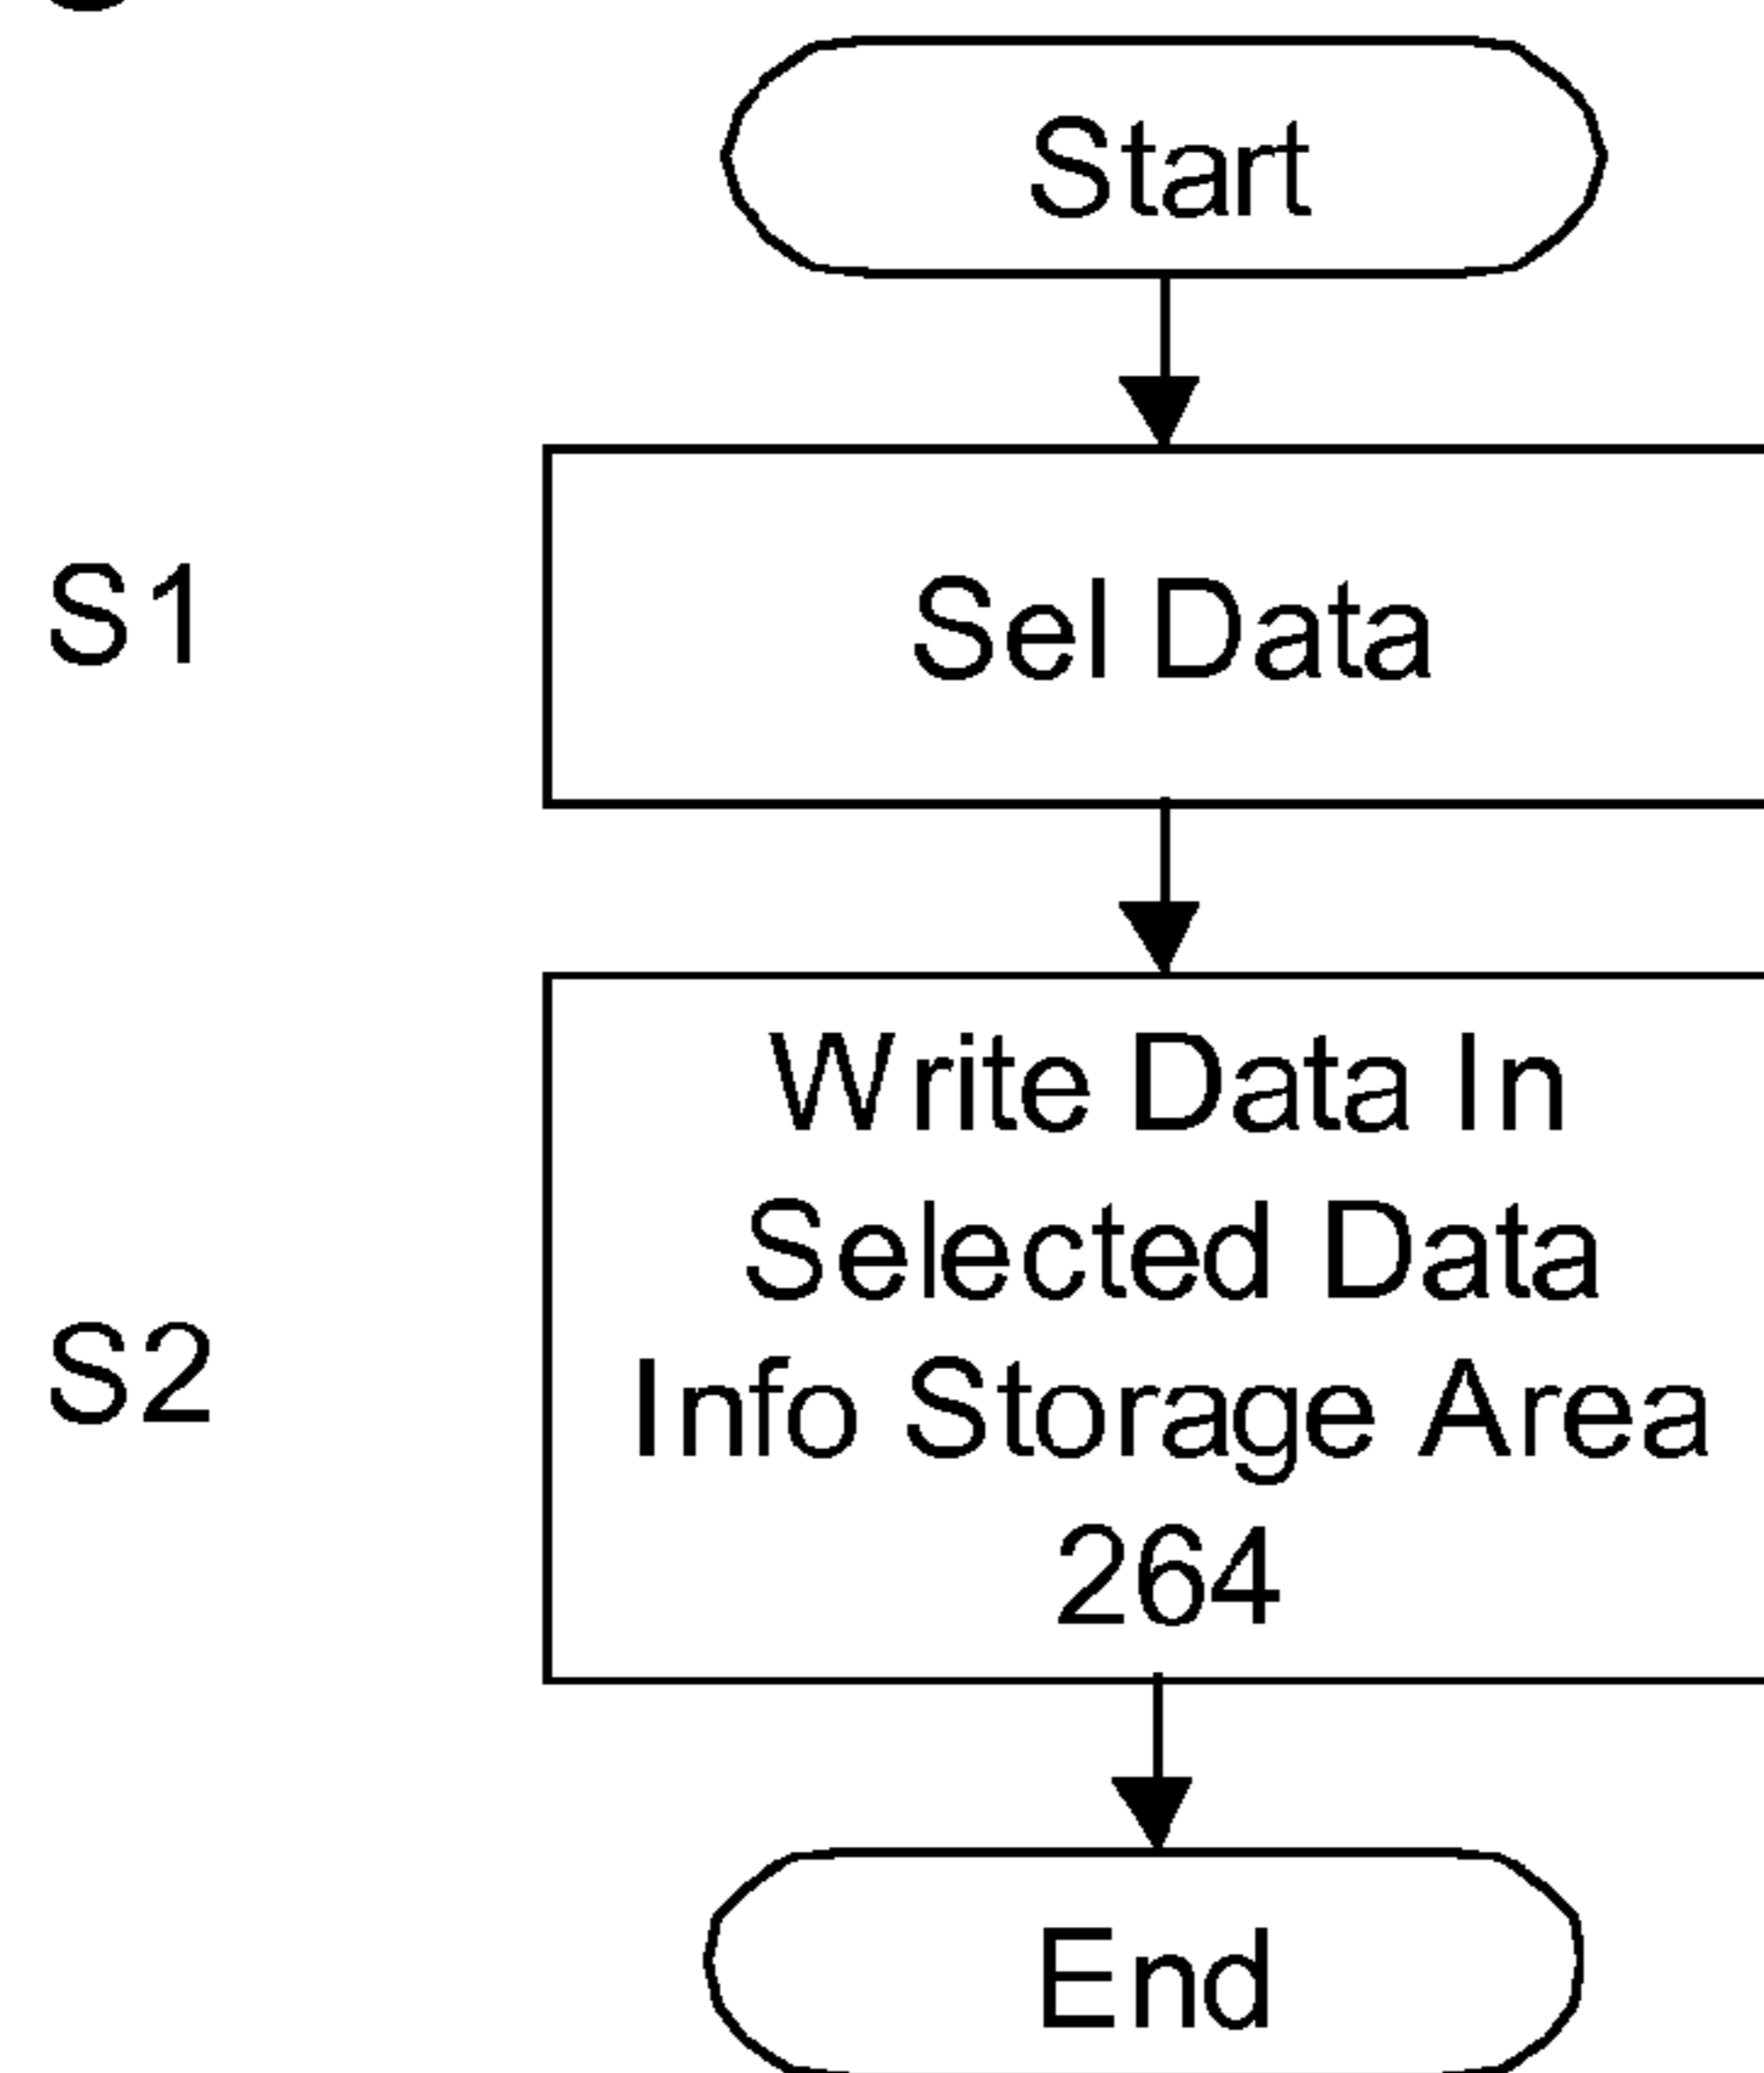 Start
S1
Sel Data
Write Data In
Selected Data
S2
Info Storage Area
264
End